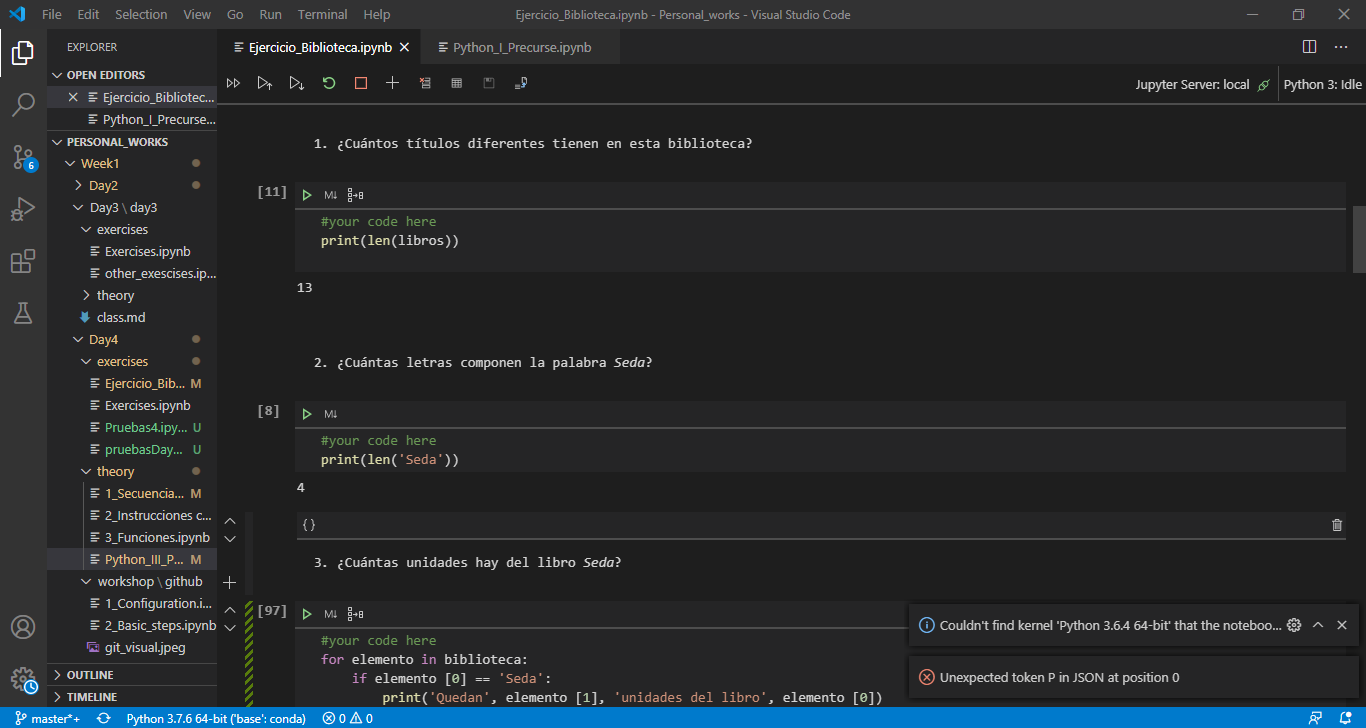 File Edit Selection View Go Run Terminal Help
Ejercicio_Biblioteca.ipynb - Personal_works - Visual Studio Code
EXPLORER
OPEN EDITORS
Ejercicio_Bibliotec...
Python_I_Precurse...
PERSONAL_WORKS
Week1
Day2
Day3 \ day3
exercises
Exercises.ipynb
other_exescises.ip...
theory
class.md
Day4
exercises
Ejercicio_Bib... M
Exercises.ipynb
Pruebas4.ipy... U
pruebasDay... U
theory
1_Secuencia... M
2_Instrucciones c...
3_Funciones.ipynb
Python_III_P... M
workshop \ github
1_Configuration.i...
2_Basic_steps.ipynb
git_visual.jpeg
OUTLINE
TIMELINE
6
Ejercicio_Biblioteca.ipynb
Python_I_Precurse.ipynb
Jupyter Server: local
Python 3: Idle
1. ¿Cuántos títulos diferentes tienen en esta biblioteca?
[11]
M↓
#your code here
print(len(libros))
13
2. ¿Cuántas letras componen la palabra Seda?
[8]
M↓
#your code here
print(len('Seda'))
4
{}
3. ¿Cuántas unidades hay del libro Seda?
[97]
M↓
#your code here
for elemento in biblioteca:
if elemento [0] == 'Seda':
print('Quedan', elemento [1], 'unidades del libro', elemento [0])
Couldn't find kernel 'Python 3.6.4 64-bit' that the noteboo...
Unexpected token P in JSON at position 0
master*+
Python 3.7.6 64-bit ('base': conda)
0
0